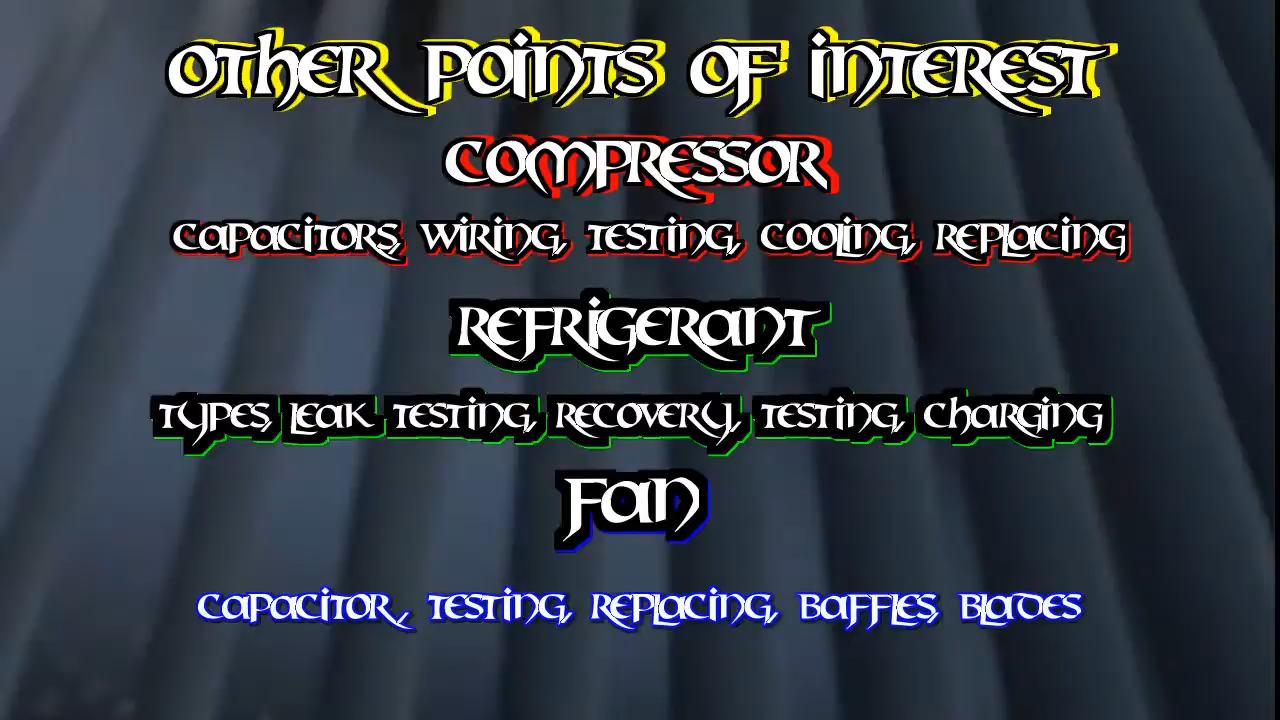 OTHER POINTS OF INTEREST
COMPRESSOR
CAPACITORS, WIRING, TESTING, COOLING, REPLACING
REFRIGERANT
TYPES, LEAK TESTING, RECOVERY, TESTING, CHARGING
FAN
CAPACITOR, TESTING, REPLACING, BAFFLES, BLADES